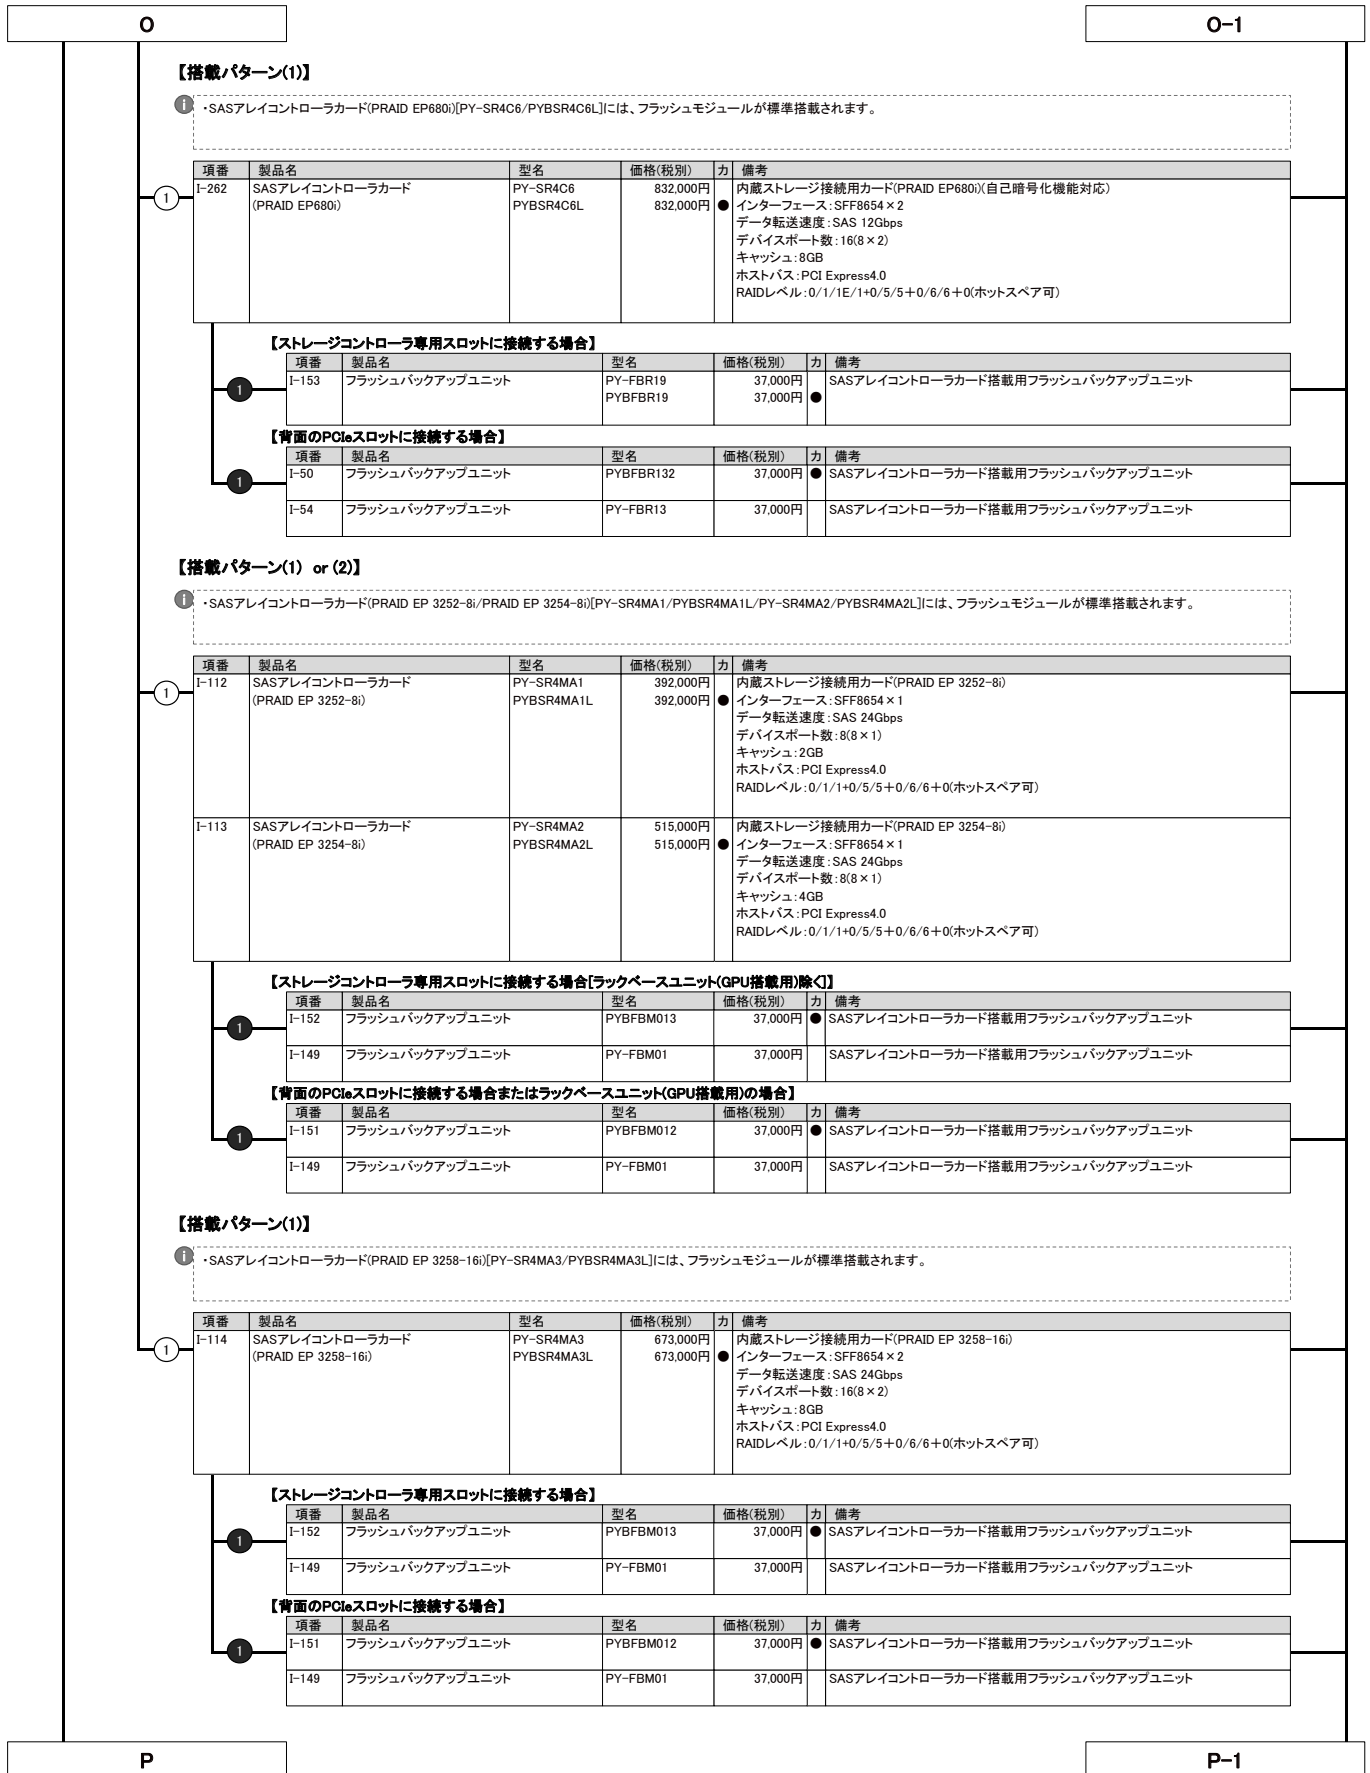 O
O-1
【搭載パターン(1)】
・SASアレイコントローラカード(PRAID EP680i)[PY-SR4C6/PYBSR4C6L]には、フラッシュモジュールが標準搭載されます。
項番 製品名 型名 価格(税別) カ 備考
1
I-262 SASアレイコントローラカード PY-SR4C6 832,000円 内蔵ストレージ接続用カード(PRAID EP680i)(自己暗号化機能対応)
(PRAID EP680i) PYBSR4C6L 832,000円 ● インターフェース:SFF8654×2
データ転送速度:SAS 12Gbps
デバイスポート数:16(8×2)
キャッシュ:8GB
ホストバス:PCI Express4.0
RAIDレベル:0/1/1E/1+0/5/5+0/6/6+0(ホットスペア可)
【ストレージコントローラ専用スロットに接続する場合】
項番 製品名 型名 価格(税別) カ 備考
1
I-153 フラッシュバックアップユニット PY-FBR19 37,000円 SASアレイコントローラカード搭載用フラッシュバックアップユニット
PYBFBR19 37,000円 ●
【背面のPCIeスロットに接続する場合】
項番 製品名 型名 価格(税別) カ 備考
1
I-50 フラッシュバックアップユニット PYBFBR132 37,000円 ● SASアレイコントローラカード搭載用フラッシュバックアップユニット
I-54 フラッシュバックアップユニット PY-FBR13 37,000円 SASアレイコントローラカード搭載用フラッシュバックアップユニット
【搭載パターン(1) or (2)】
・SASアレイコントローラカード(PRAID EP 3252-8i/PRAID EP 3254-8i)[PY-SR4MA1/PYBSR4MA1L/PY-SR4MA2/PYBSR4MA2L]には、フラッシュモジュールが標準搭載されます。
項番 製品名 型名 価格(税別) カ 備考
1
I-112 SASアレイコントローラカード PY-SR4MA1 392,000円 内蔵ストレージ接続用カード(PRAID EP 3252-8i)
(PRAID EP 3252-8i) PYBSR4MA1L 392,000円 ● インターフェース:SFF8654×1
データ転送速度:SAS 24Gbps
デバイスポート数:8(8×1)
キャッシュ:2GB
ホストバス:PCI Express4.0
RAIDレベル:0/1/1+0/5/5+0/6/6+0(ホットスペア可)
I-113 SASアレイコントローラカード PY-SR4MA2 515,000円 内蔵ストレージ接続用カード(PRAID EP 3254-8i)
(PRAID EP 3254-8i) PYBSR4MA2L 515,000円 ● インターフェース:SFF8654×1
データ転送速度:SAS 24Gbps
デバイスポート数:8(8×1)
キャッシュ:4GB
ホストバス:PCI Express4.0
RAIDレベル:0/1/1+0/5/5+0/6/6+0(ホットスペア可)
【ストレージコントローラ専用スロットに接続する場合[ラックベースユニット(GPU搭載用)除く]】
項番 製品名 型名 価格(税別) カ 備考
1
I-152 フラッシュバックアップユニット PYBFBM013 37,000円 ● SASアレイコントローラカード搭載用フラッシュバックアップユニット
I-149 フラッシュバックアップユニット PY-FBM01 37,000円 SASアレイコントローラカード搭載用フラッシュバックアップユニット
【背面のPCIeスロットに接続する場合またはラックベースユニット(GPU搭載用)の場合】
項番 製品名 型名 価格(税別) カ 備考
1
I-151 フラッシュバックアップユニット PYBFBM012 37,000円 ● SASアレイコントローラカード搭載用フラッシュバックアップユニット
I-149 フラッシュバックアップユニット PY-FBM01 37,000円 SASアレイコントローラカード搭載用フラッシュバックアップユニット
【搭載パターン(1)】
・SASアレイコントローラカード(PRAID EP 3258-16i)[PY-SR4MA3/PYBSR4MA3L]には、フラッシュモジュールが標準搭載されます。
項番 製品名 型名 価格(税別) カ 備考
1
I-114 SASアレイコントローラカード PY-SR4MA3 673,000円 内蔵ストレージ接続用カード(PRAID EP 3258-16i)
(PRAID EP 3258-16i) PYBSR4MA3L 673,000円 ● インターフェース:SFF8654×2
データ転送速度:SAS 24Gbps
デバイスポート数:16(8×2)
キャッシュ:8GB
ホストバス:PCI Express4.0
RAIDレベル:0/1/1+0/5/5+0/6/6+0(ホットスペア可)
【ストレージコントローラ専用スロットに接続する場合】
項番 製品名 型名 価格(税別) カ 備考
1
I-152 フラッシュバックアップユニット PYBFBM013 37,000円 ● SASアレイコントローラカード搭載用フラッシュバックアップユニット
I-149 フラッシュバックアップユニット PY-FBM01 37,000円 SASアレイコントローラカード搭載用フラッシュバックアップユニット
【背面のPCIeスロットに接続する場合】
項番 製品名 型名 価格(税別) カ 備考
1
I-151 フラッシュバックアップユニット PYBFBM012 37,000円 ● SASアレイコントローラカード搭載用フラッシュバックアップユニット
I-149 フラッシュバックアップユニット PY-FBM01 37,000円 SASアレイコントローラカード搭載用フラッシュバックアップユニット
P
P-1